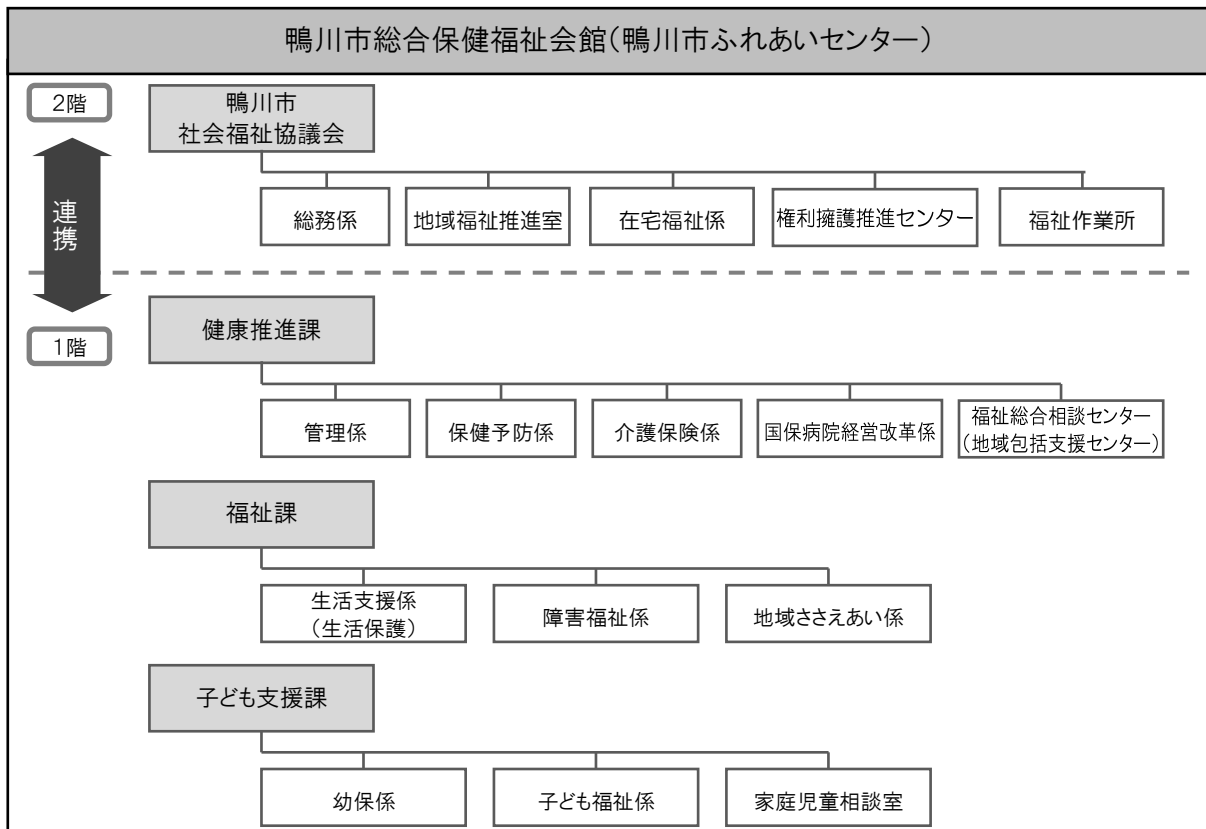 鴨川市総合保健福祉会館(鴨川市ふれあいセンター)
2階
鴨川市
社会福祉協議会
総務係
地域福祉推進室
在宅福祉係
権利擁護推進センター
福祉作業所
連携
1階
健康推進課
管理係
保健予防係
介護保険係
国保病院経営改革係
福祉総合相談センター
(地域包括支援センター)
福祉課
生活支援係
(生活保護)
障害福祉係
地域ささえあい係
子ども支援課
幼保係
子ども福祉係
家庭児童相談室